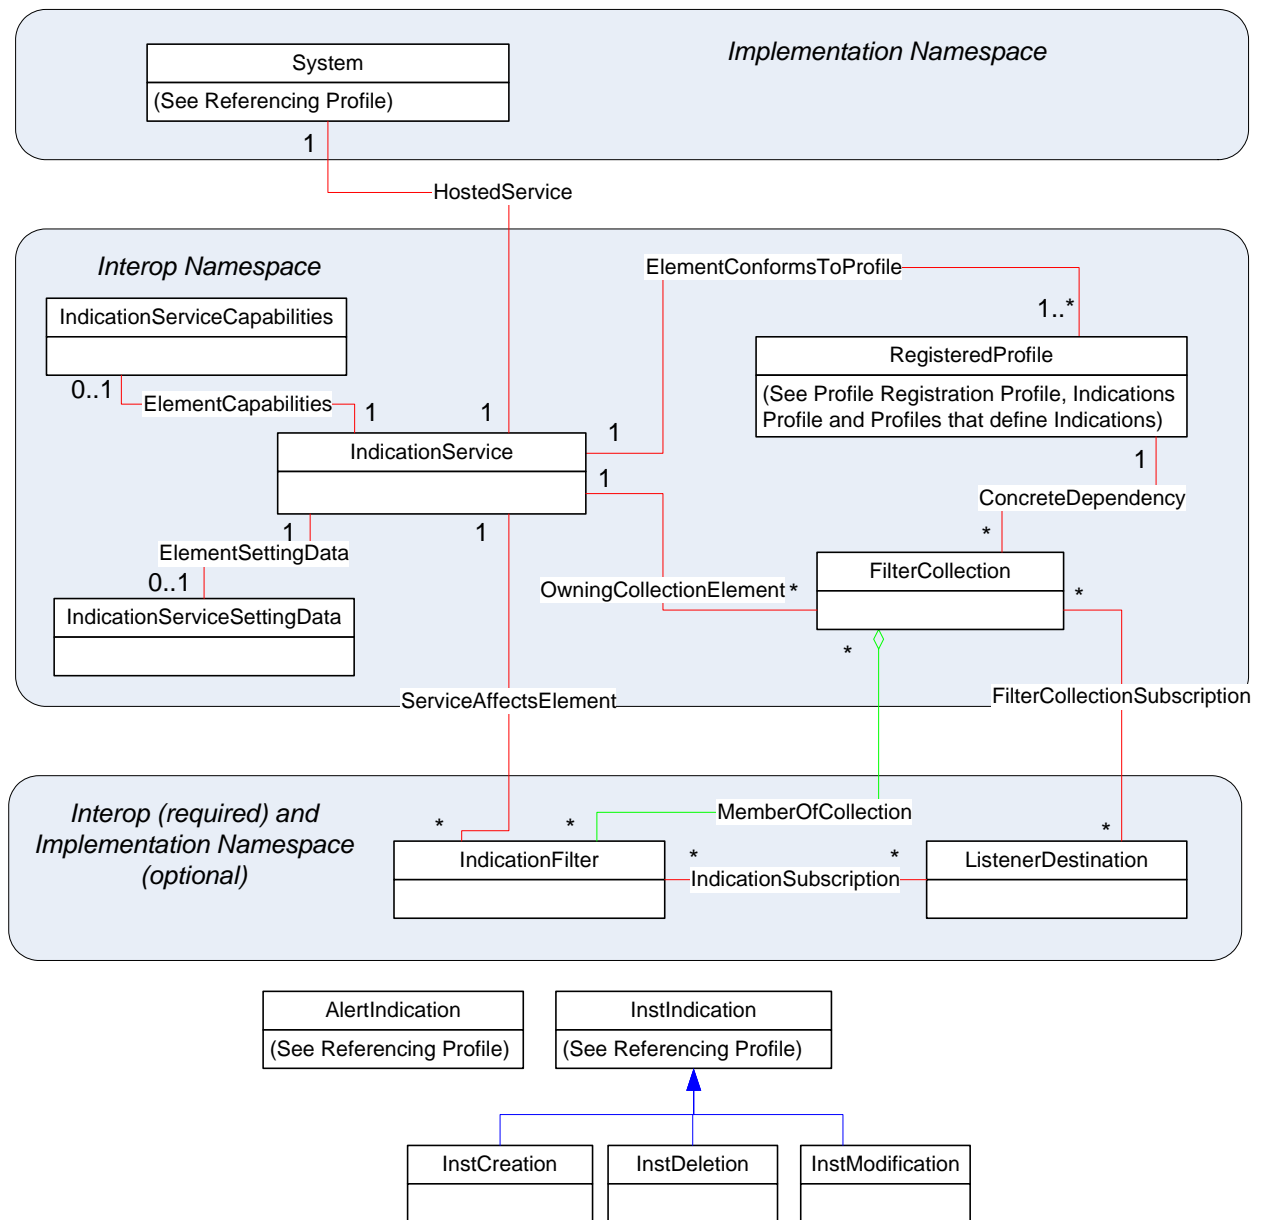 Implementation Namespace
System
(See Referencing Profile)
1
HostedService
Interop Namespace
ElementConformsToProfile
IndicationServiceCapabilities
1..*
RegisteredProfile
(See Profile Registration Profile, Indications
Profile and Profiles that define Indications)
0..1
ElementCapabilities
1
1
1
IndicationService
1
1
ConcreteDependency
1
1
*
ElementSettingData
0..1
FilterCollection
OwningCollectionElement
*
*
IndicationServiceSettingData
*
ServiceAffectsElement
FilterCollectionSubscription
Interop (required) and
Implementation Namespace
(optional)
MemberOfCollection
*
*
*
IndicationFilter
*
*
ListenerDestination
IndicationSubscription
AlertIndication
(See Referencing Profile)
InstIndication
(See Referencing Profile)
InstCreation
InstDeletion
InstModification